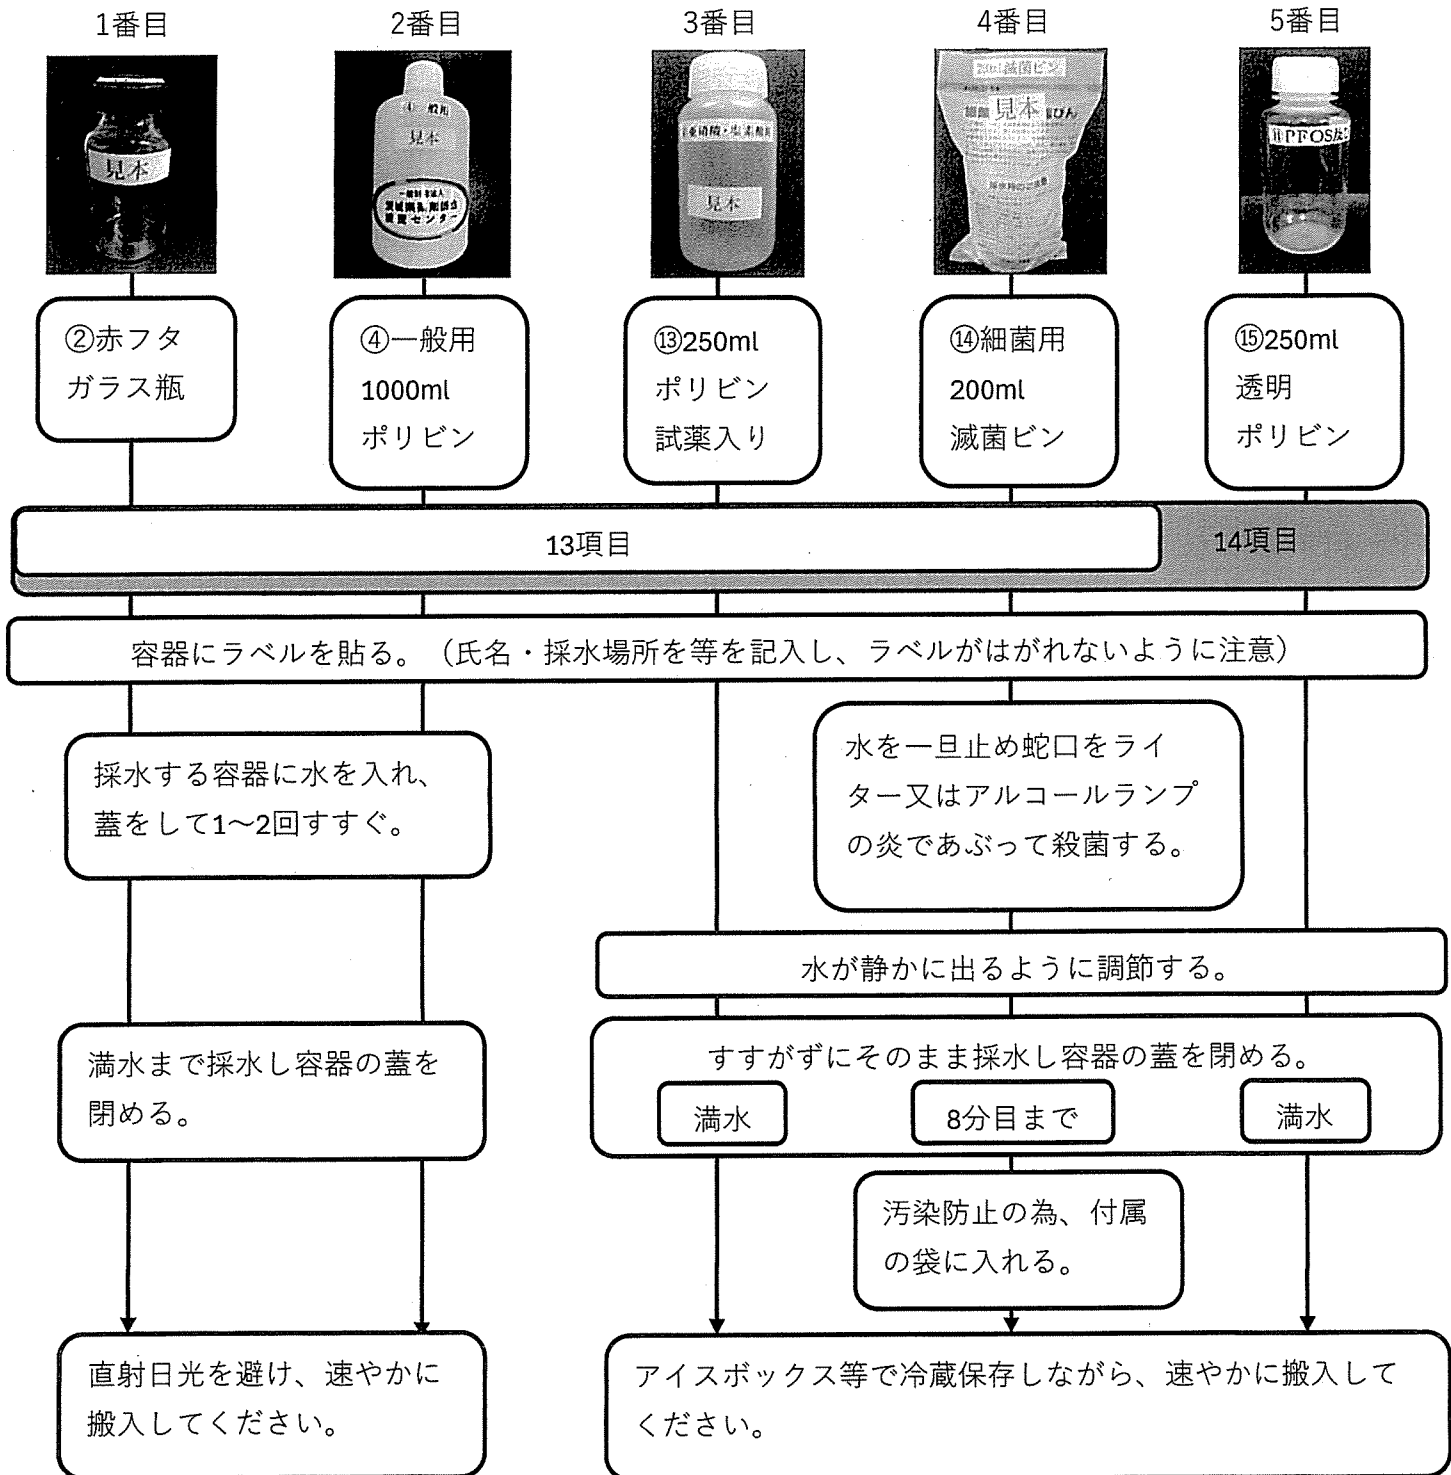 1番目
2番目
3番目
4番目
5番目
見本
④ 一般用
見本
見本
200ml滅菌ビン
見本
PFOS及
②赤フタ
ガラス瓶
④一般用
1000ml
ポリビン
⑬250ml
ポリビン
試薬入り
⑭細菌用
200ml
滅菌ビン
⑮250ml
透明
ポリビン
13項目
14項目
容器にラベルを貼る。（氏名・採水場所を等を記入し、ラベルがはがれないように注意）
採水する容器に水を入れ、
蓋をして1～2回すすぐ。
水を一旦止め蛇口をライ
ター又はアルコールランプ
の炎であぶって殺菌する。
水が静かに出るように調節する。
満水まで採水し容器の蓋を
閉める。
すすがずにそのまま採水し容器の蓋を閉める。
満水
8分目まで
満水
汚染防止の為、付属
の袋に入れる。
直射日光を避け、速やかに
搬入してください。
アイスボックス等で冷蔵保存しながら、速やかに搬入して
ください。